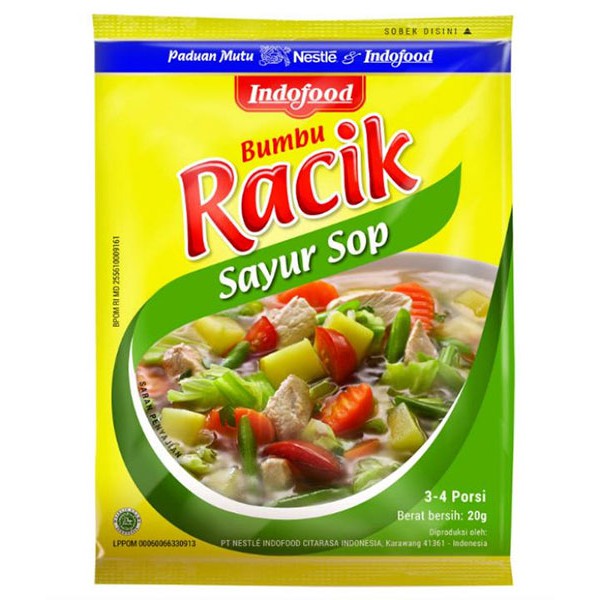 SOBEK DISINI ▲
Paduan Mutu Nestlé & Indofood
Indofood
Bumbu
Racik
Sayur Sop
BPOM RI MD 255610009161
SARAN PENYAJIAN
3-4 Porsi
Berat bersih: 20g
Diproduksi oleh:
LPPOM 00060066330913
PT NESTLÉ INDOFOOD CITARASA INDONESIA, Karawang 41361 - Indonesia